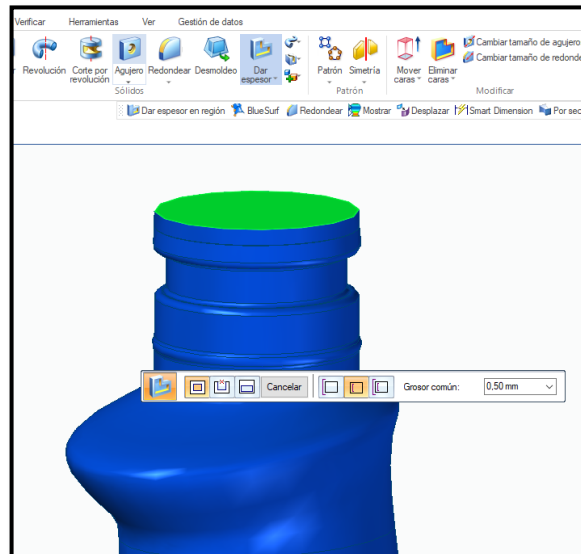 Verificar Herramientas Ver Gestión de datos
Revolución Corte por revolución Agujero Redondear Desmoldeo Dar espesor Patrón Simetría Mover caras Eliminar caras
Cambiar tamaño de agujero
Cambiar tamaño de redonde
Sólidos Patrón Modificar
Dar espesor en región BlueSurf Redondear Mostrar Desplazar Smart Dimension Por sec
Cancelar Grosor común: 0,50 mm